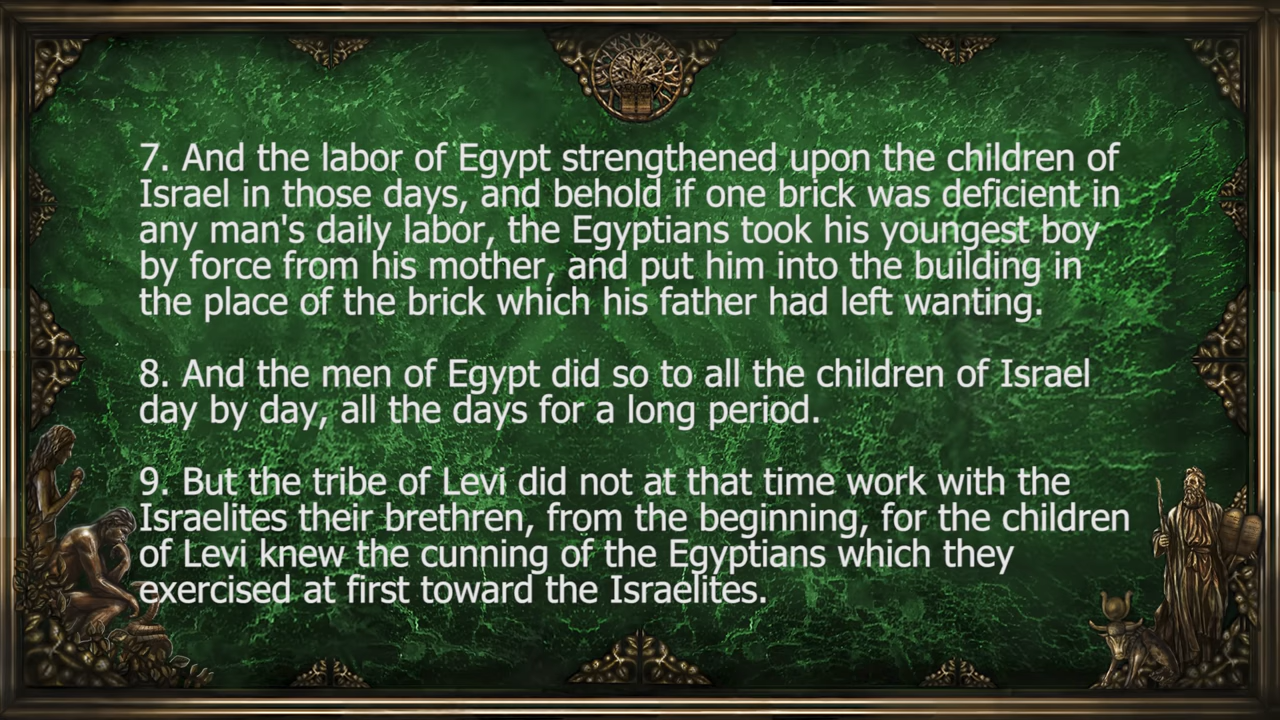 7. And the labor of Egypt strengthened upon the children of
Israel in those days, and behold if one brick was deficient in
any man's daily labor, the Egyptians took his youngest boy
by force from his mother, and put him into the building in
the place of the brick which his father had left wanting.
8. And the men of Egypt did so to all the children of Israel
day by day, all the days for a long period.
9. But the tribe of Levi did not at that time work with the
Israelites their brethren, from the beginning, for the children
of Levi knew the cunning of the Egyptians which they
exercised at first toward the Israelites.